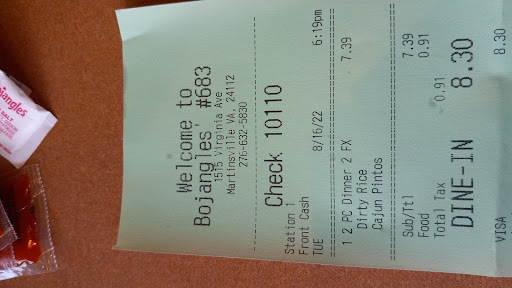 Welcome to
Bojangles' #683
1515 Virginia Ave
Martinsville VA, 24112
276-632-5830
Check 10110
Station 1
Front Cash
TUE 8/16/22 6:19pm
1 2 PC Dinner 2 FX 7.39
Dirty Rice
Cajun Pintos
Sub/Ttl 7.39
Food 0.91
Total Tax 0.91
DINE-IN 8.30
VISA 8.30
ojangles
SALT